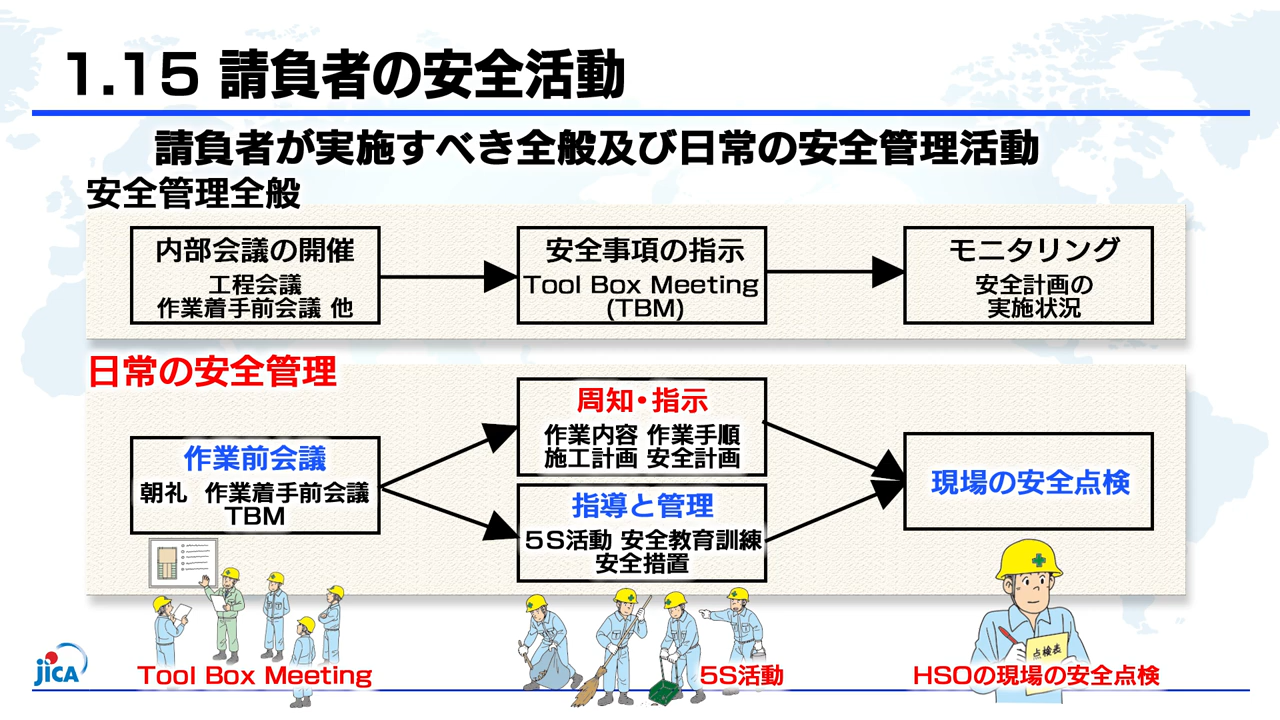 1.15 請負者の安全活動
請負者が実施すべき全般及び日常の安全管理活動
安全管理全般
内部会議の開催
工程会議
作業着手前会議 他
安全事項の指示
Tool Box Meeting
(TBM)
モニタリング
安全計画の
実施状況
日常の安全管理
作業前会議
朝礼 作業着手前会議
TBM
周知・指示
作業内容 作業手順
施工計画 安全計画
指導と管理
5S活動 安全教育訓練
安全措置
現場の安全点検
点検表
jICA
Tool Box Meeting
5S活動
HSOの現場の安全点検